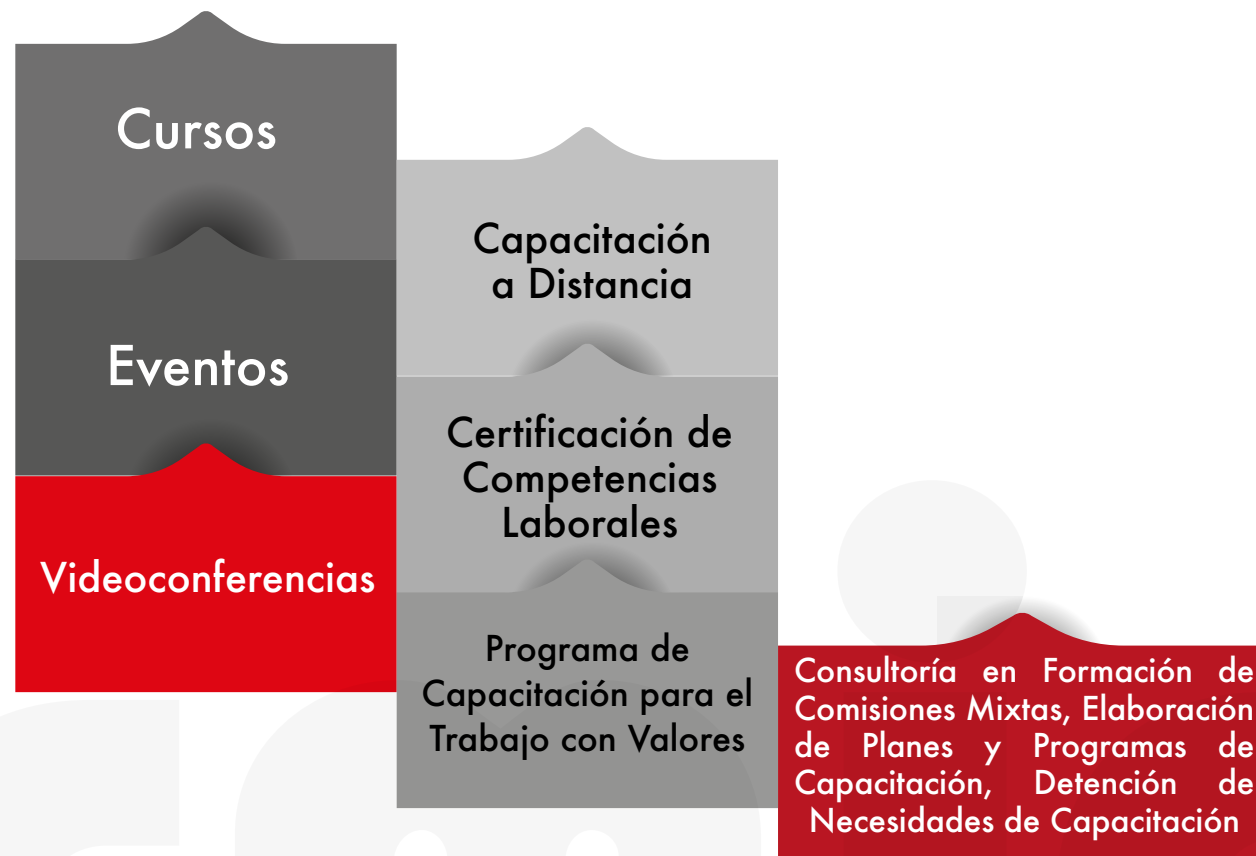 Cursos
Eventos
Videoconferencias
Capacitación
a Distancia
Certificación de
Competencias
Laborales
Programa de
Capacitación para el
Trabajo con Valores
Consultoría en Formación de
Comisiones Mixtas, Elaboración
de Planes y Programas de
Capacitación, Detención de
Necesidades de Capacitación